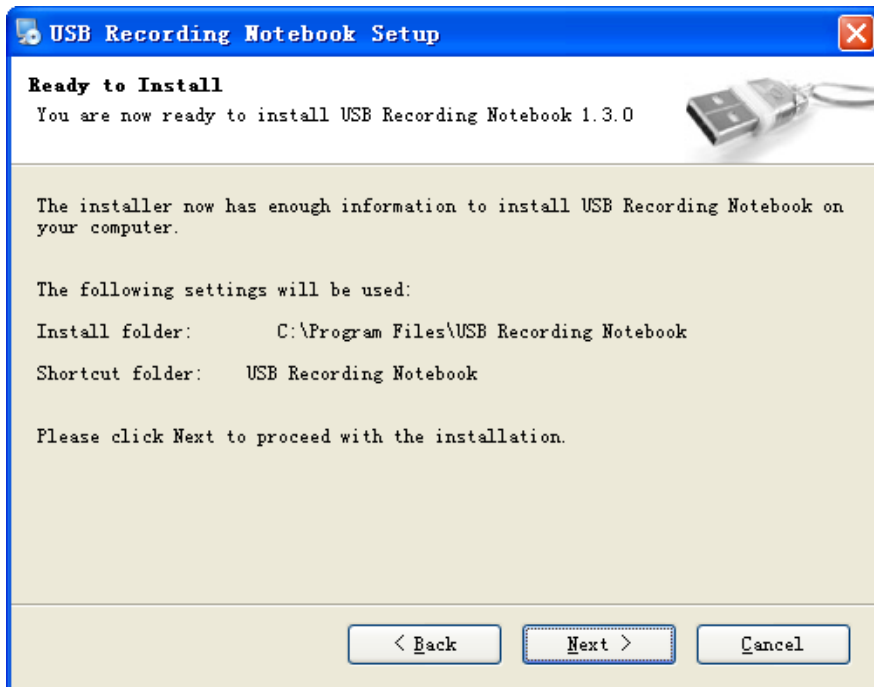 USB Recording Notebook Setup
Ready to Install
You are now ready to install USB Recording Notebook 1.3.0
The installer now has enough information to install USB Recording Notebook on
your computer.
The following settings will be used:
Install folder: C:\Program Files\USB Recording Notebook
Shortcut folder: USB Recording Notebook
Please click Next to proceed with the installation.
< Back Next > Cancel